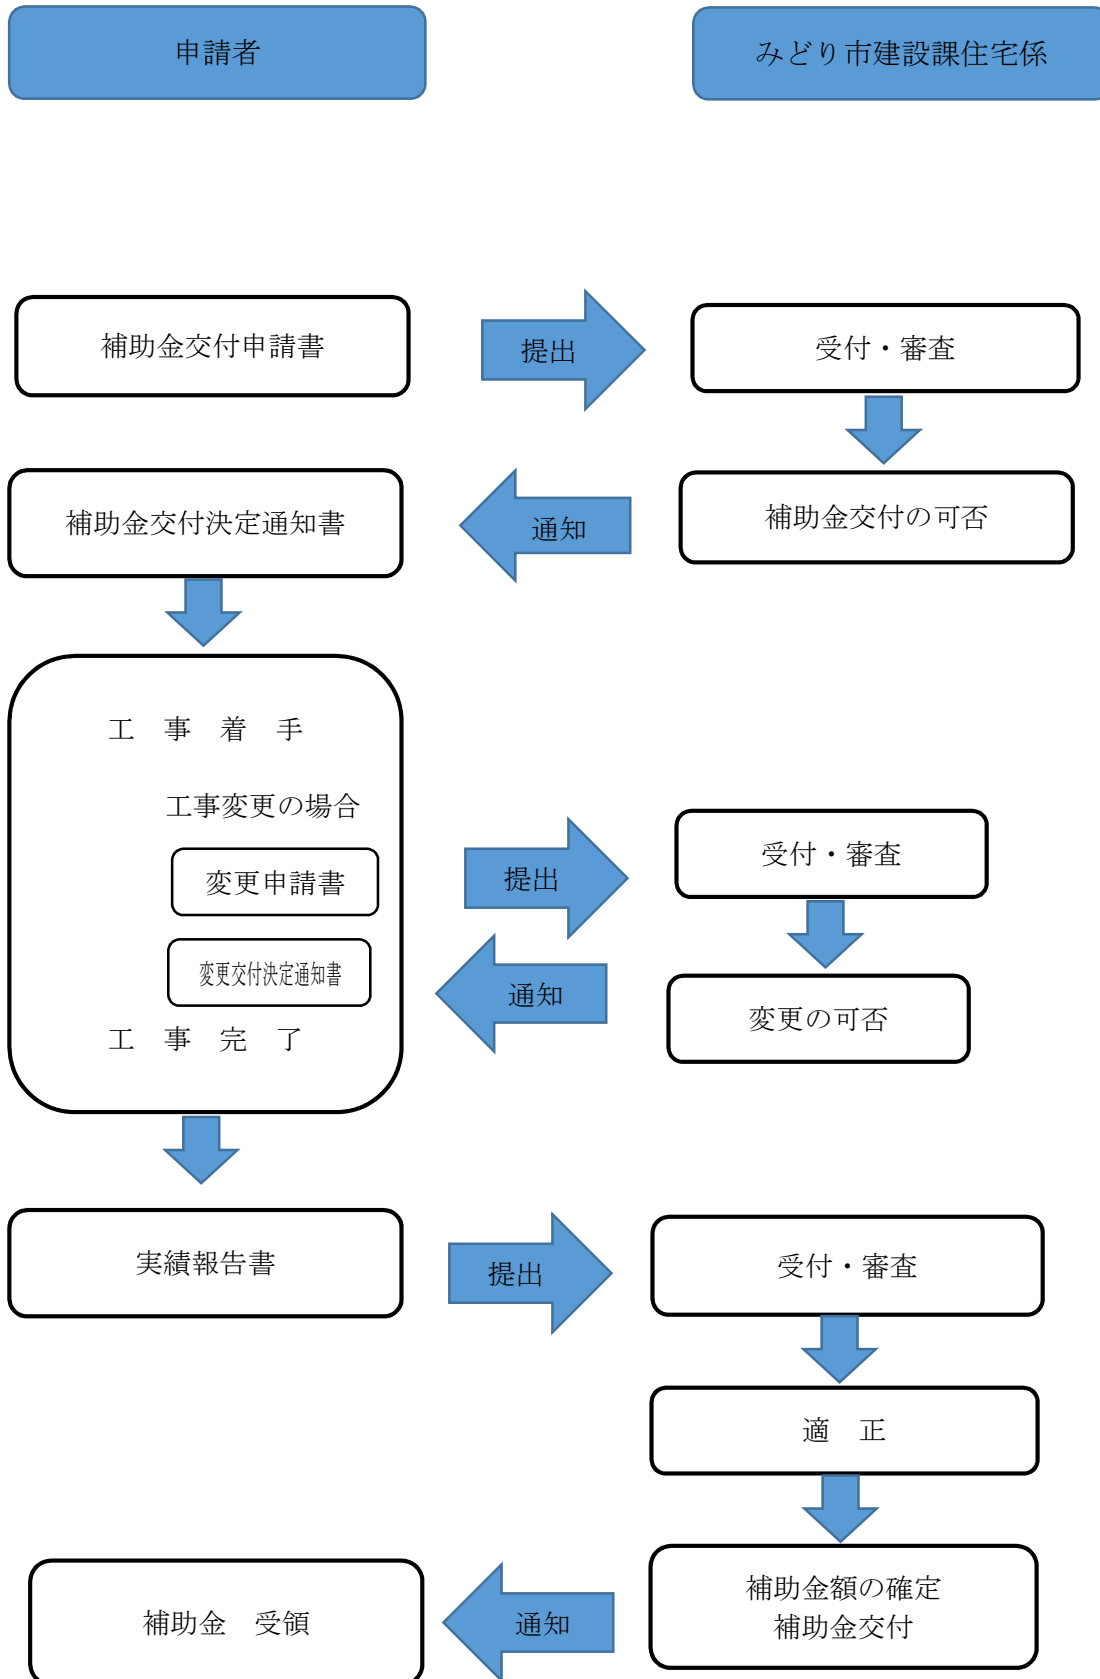 申請者
みどり市建設課住宅係
補助金交付申請書
提出
受付・審査
補助金交付決定通知書
通知
補助金交付の可否
工　事　着　手
工事変更の場合
変更申請書
提出
受付・審査
変更交付決定通知書
通知
変更の可否
工　事　完　了
実績報告書
提出
受付・審査
適　正
補助金　受領
通知
補助金額の確定
補助金交付